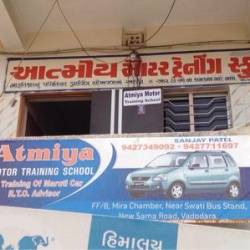 આત્મીય મોટર ટ્રેનીંગ સ્કુ
Atmiya Motor
Training School
SANJAY PATEL
9427349092 - 9427711697
Atmiya
MOTOR TRAINING SCHOOL
Training Of Maruti Car
R.T.O. Advisor
FF/8, Mira Chamber, Near Swati Bus Stand,
New Sama Road, Vadodara
હિમાલય